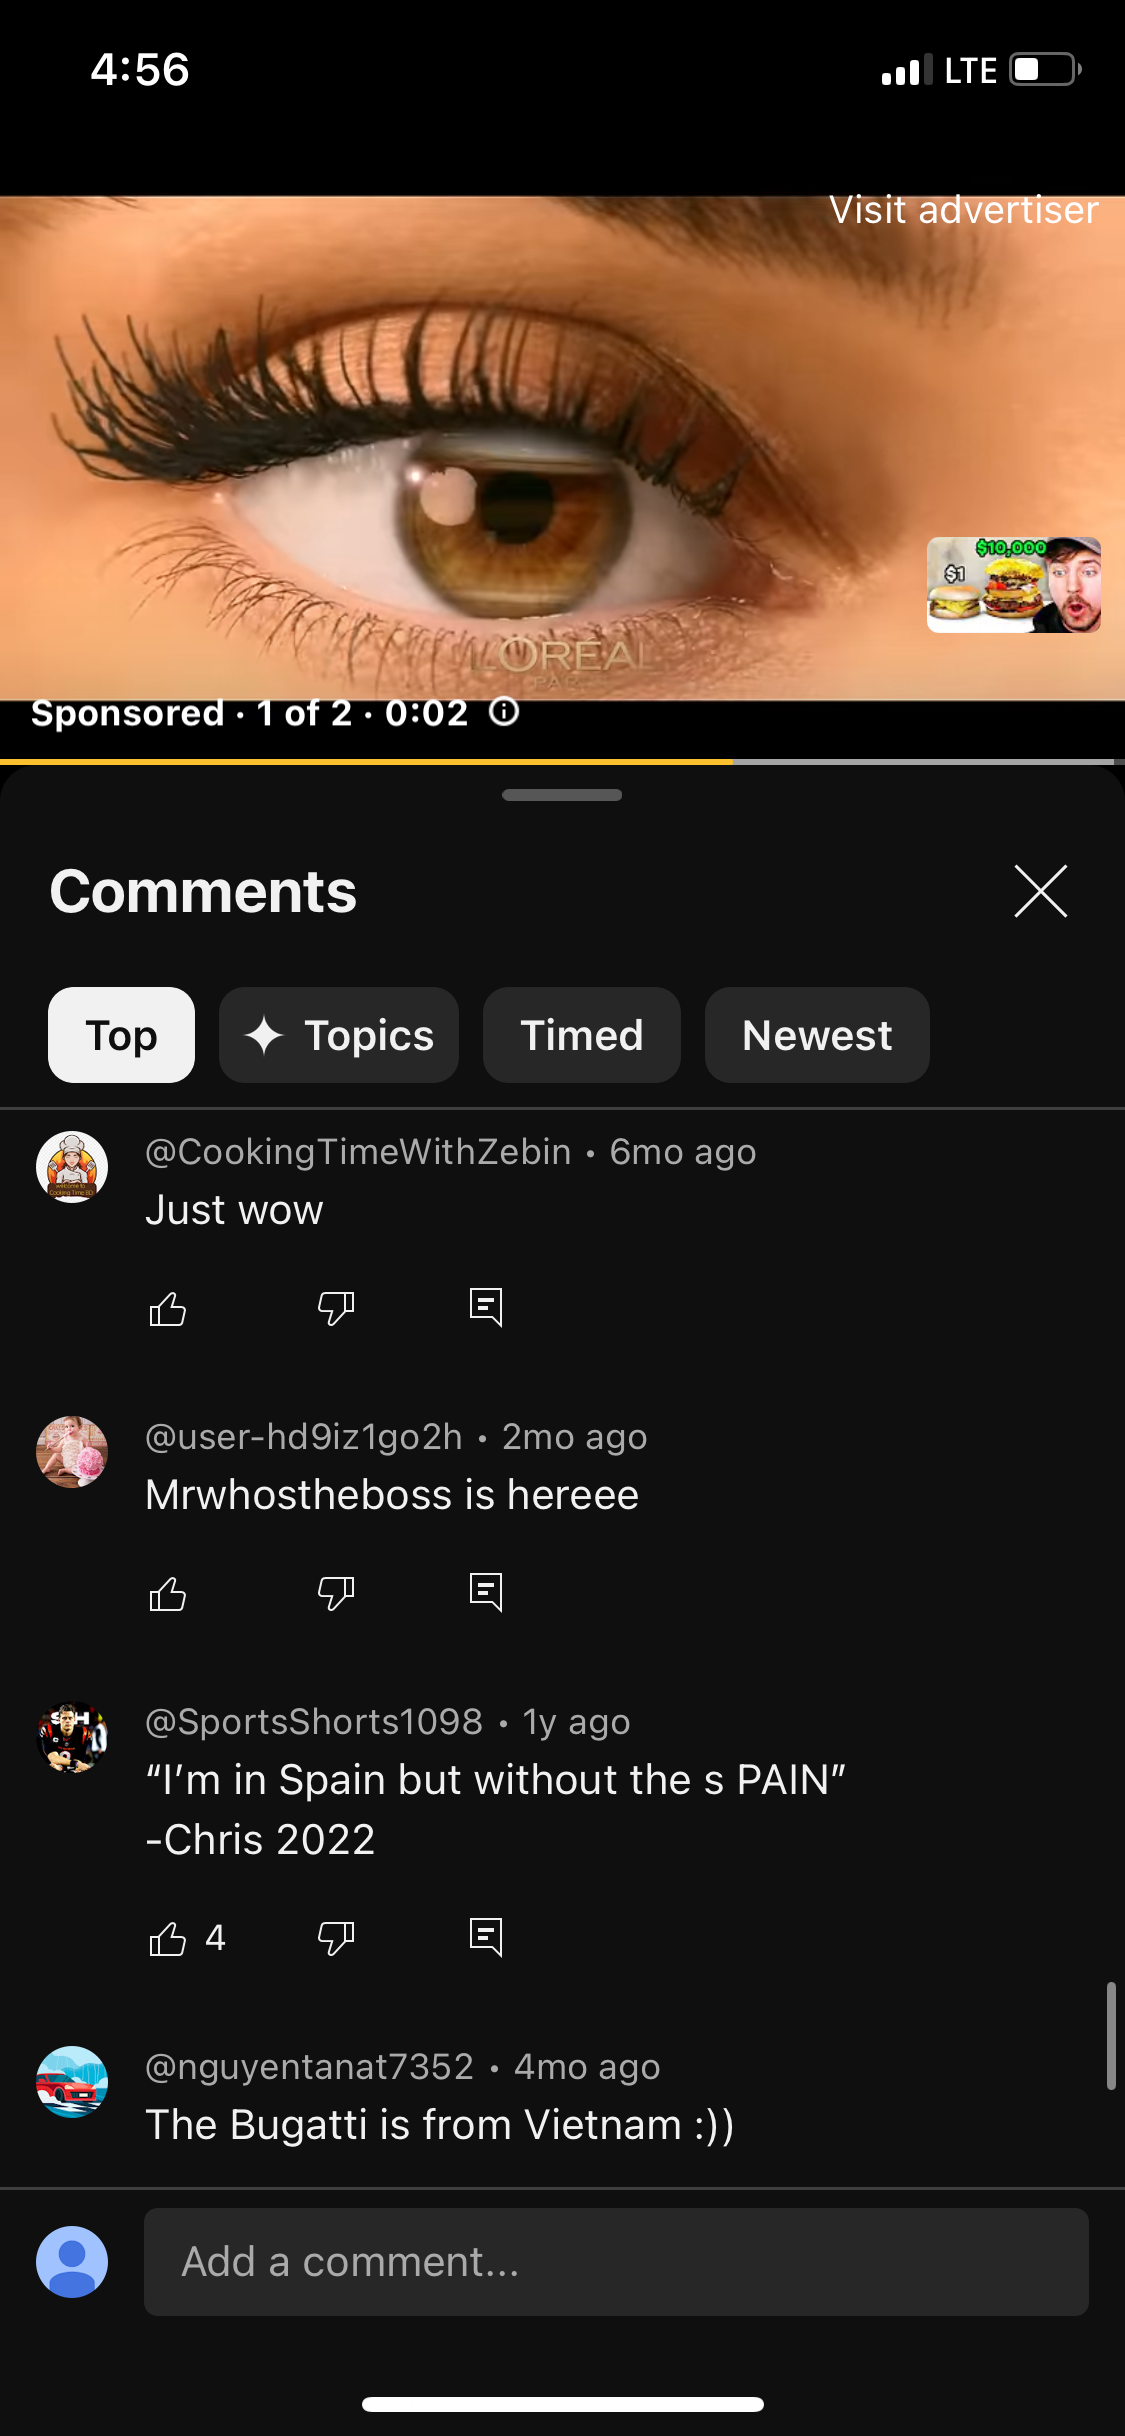 4:56
LTE
Visit advertiser
$10,000
$1
L'ORÉAL
Sponsored · 1 of 2 · 0:02
Comments
Top
Topics
Timed
Newest
@CookingTimeWithZebin · 6mo ago
Just wow
@user-hd9iz1go2h · 2mo ago
Mrwhostheboss is hereee
@SportsShorts1098 · 1y ago
“I’m in Spain but without the s PAIN”
-Chris 2022
4
@nguyentanat7352 · 4mo ago
The Bugatti is from Vietnam :))
Add a comment...